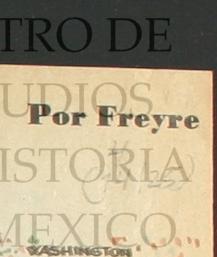 TRO DE
UDIOS
Por Freyre
ISTORIA
MEXICO
WASHINGTON